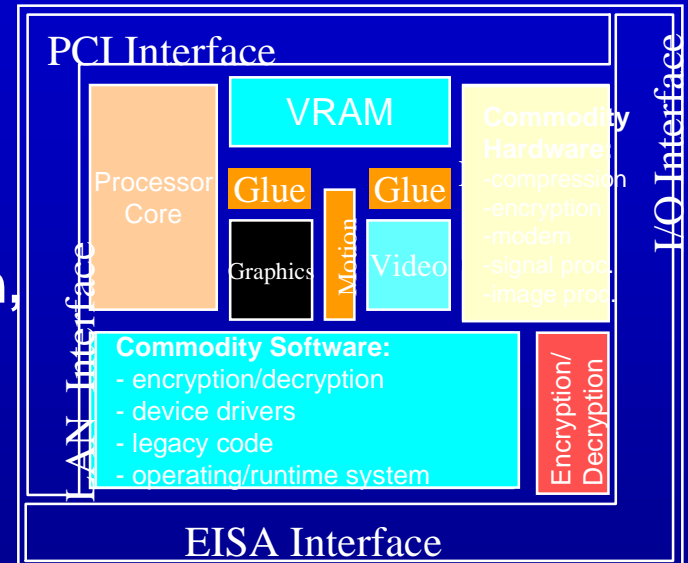 PCI Interface
VRAM
Processor
Core
Glue
Glue
Graphics
Motion
Video
Commodity
Hardware:
-compression
-encryption
-modem
-signal proc.
-image proc.
I/O Interface
LAN Interface
Commodity Software:
- encryption/decryption
- device drivers
- legacy code
- operating/runtime system
Encryption/
Decryption
EISA Interface